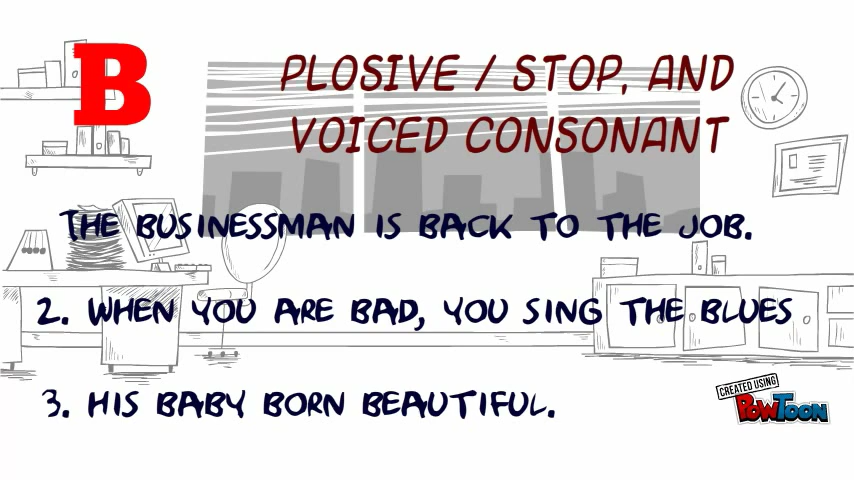 B
PLOSIVE / STOP, AND
VOICED CONSONANT
THE BUSINESSMAN IS BACK TO THE JOB.
2. WHEN YOU ARE BAD, YOU SING THE BLUES
3. HIS BABY BORN BEAUTIFUL.
CREATED USING
POWTOON